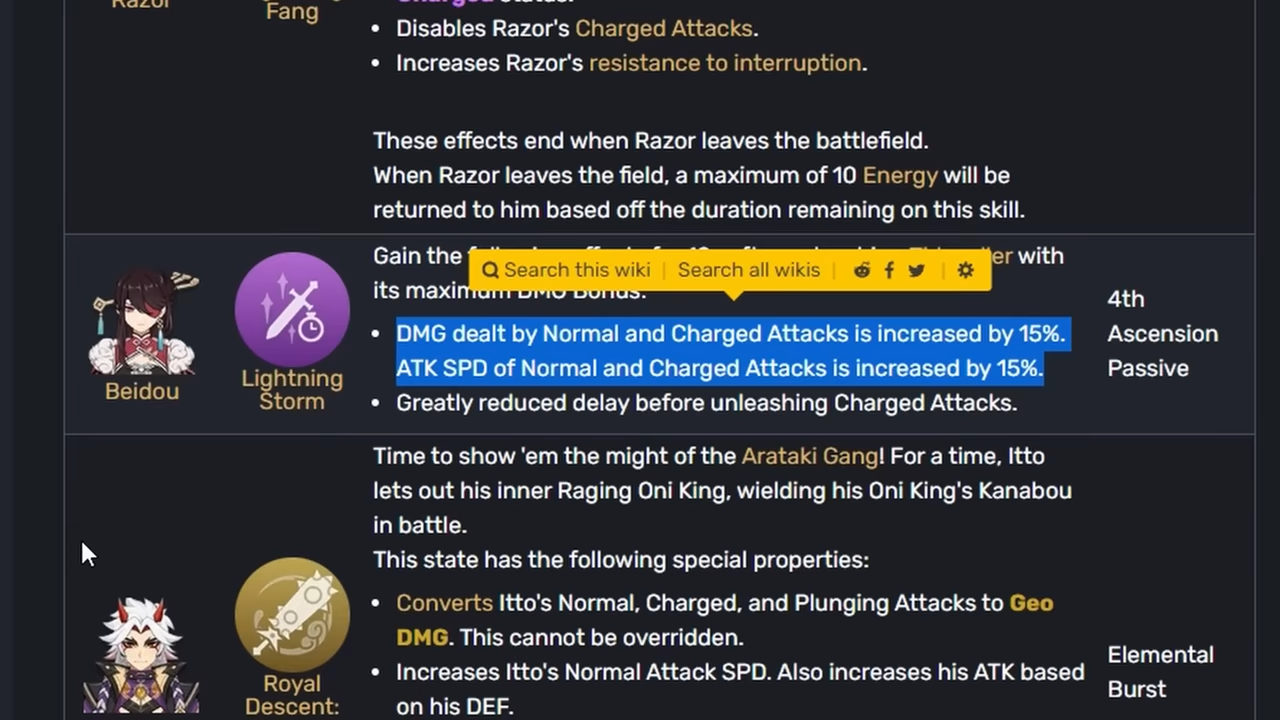 Razor
Fang
• Disables Razor's Charged Attacks.
• Increases Razor's resistance to interruption.
These effects end when Razor leaves the battlefield.
When Razor leaves the field, a maximum of 10 Energy will be
returned to him based off the duration remaining on this skill.
Beidou
Lightning
Storm
Gain the with
Search this wiki | Search all wikis
its maximum DMG Bonus:
• DMG dealt by Normal and Charged Attacks is increased by 15%.
ATK SPD of Normal and Charged Attacks is increased by 15%.
• Greatly reduced delay before unleashing Charged Attacks.
4th
Ascension
Passive
Royal
Descent:
Time to show 'em the might of the Arataki Gang! For a time, Itto
lets out his inner Raging Oni King, wielding his Oni King's Kanabou
in battle.
This state has the following special properties:
• Converts Itto's Normal, Charged, and Plunging Attacks to Geo
DMG. This cannot be overridden.
• Increases Itto's Normal Attack SPD. Also increases his ATK based
on his DEF.
Elemental
Burst